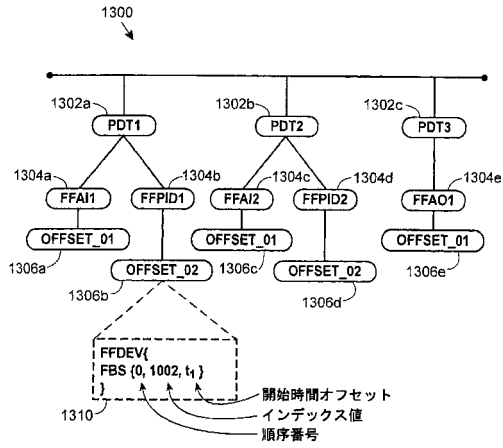 1300
1302a
1302b
1302c
PDT1
PDT2
PDT3
1304a
1304b
1304c
1304d
1304e
FFAI1
FFPID1
FFAI2
FFPID2
FFAO1
OFFSET_01
OFFSET_01
OFFSET_01
1306a
1306c
1306e
OFFSET_02
OFFSET_02
1306b
1306d
FFDEV{
FBS {0, 1002, t1 }
}
開始時間オフセット
インデックス値
順序番号
1310